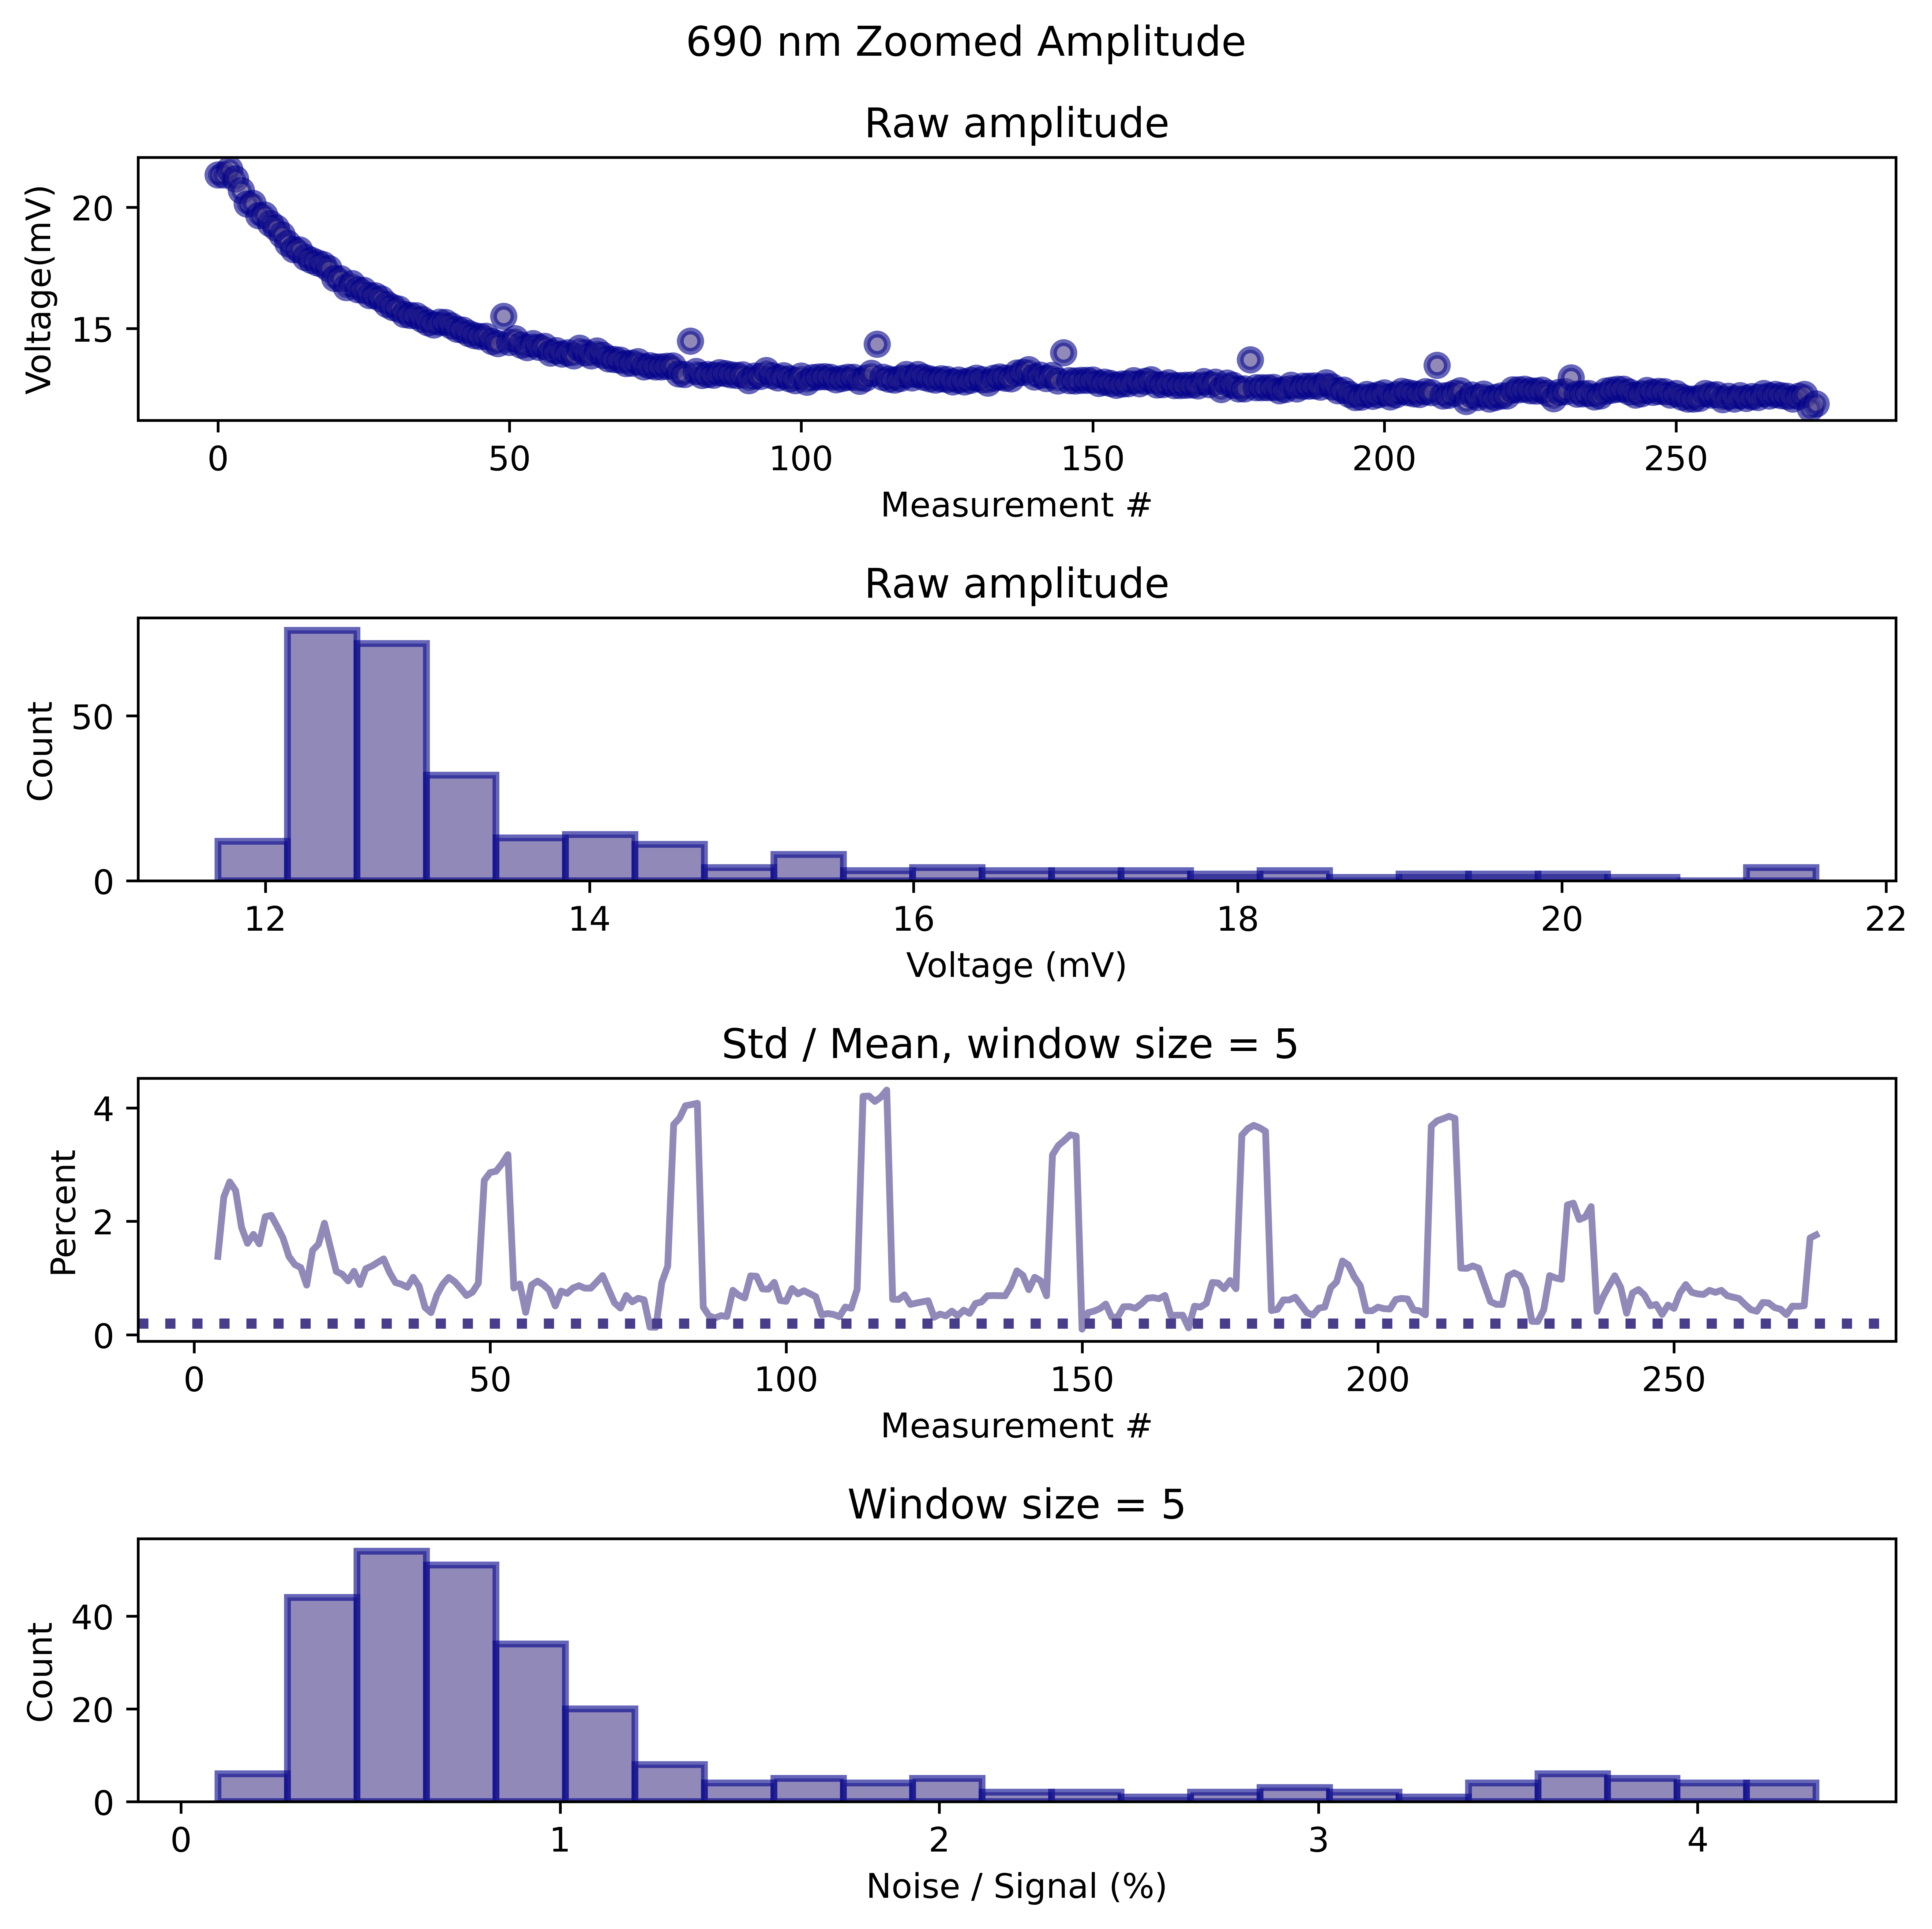 690 nm Zoomed Amplitude
Raw amplitude
Voltage(mV)
20
15
0 50 100 150 200 250
Measurement #
Raw amplitude
Count
50
0
12 14 16 18 20 22
Voltage (mV)
Std / Mean, window size = 5
Percent
4
2
0
0 50 100 150 200 250
Measurement #
Window size = 5
Count
40
20
0
0 1 2 3 4
Noise / Signal (%)